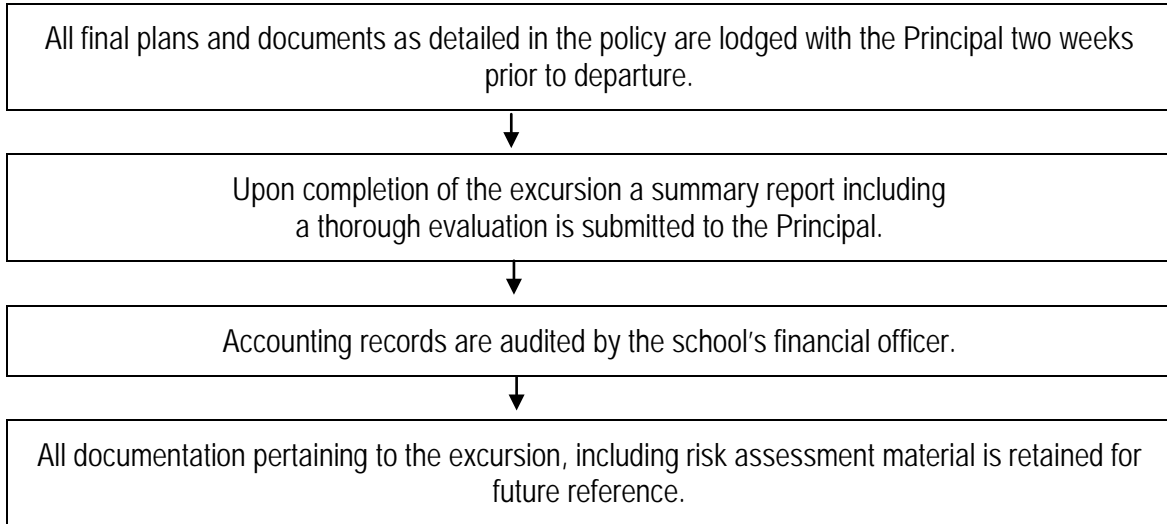 All final plans and documents as detailed in the policy are lodged with the Principal two weeks
prior to departure.
Upon completion of the excursion a summary report including
a thorough evaluation is submitted to the Principal.
Accounting records are audited by the school’s financial officer.
All documentation pertaining to the excursion, including risk assessment material is retained for
future reference.